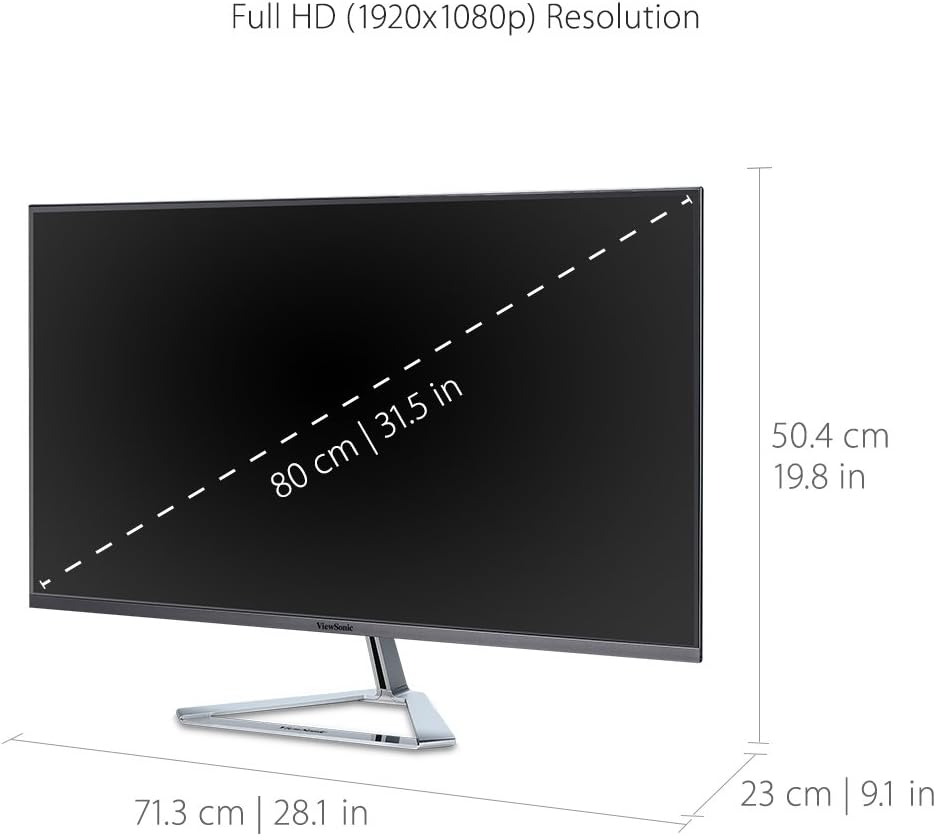 Full HD (1920x1080p) Resolution
80 cm | 31.5 in
50.4 cm
19.8 in
ViewSonic
ViewSonic
71.3 cm | 28.1 in
23 cm | 9.1 in